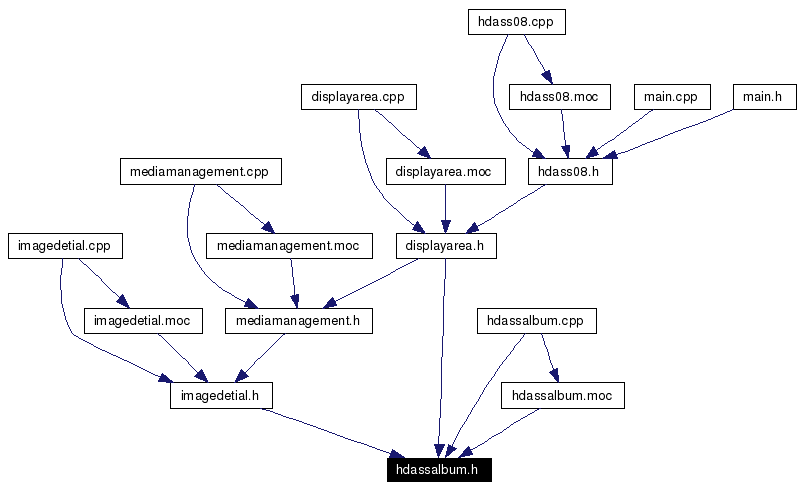 hdass08.cpp
displayarea.cpp
hdass08.moc
main.cpp
main.h
mediamanagement.cpp
displayarea.moc
hdass08.h
imagedetial.cpp
mediamanagement.moc
displayarea.h
imagedetial.moc
mediamanagement.h
hdassalbum.cpp
imagedetial.h
hdassalbum.moc
hdassalbum.h